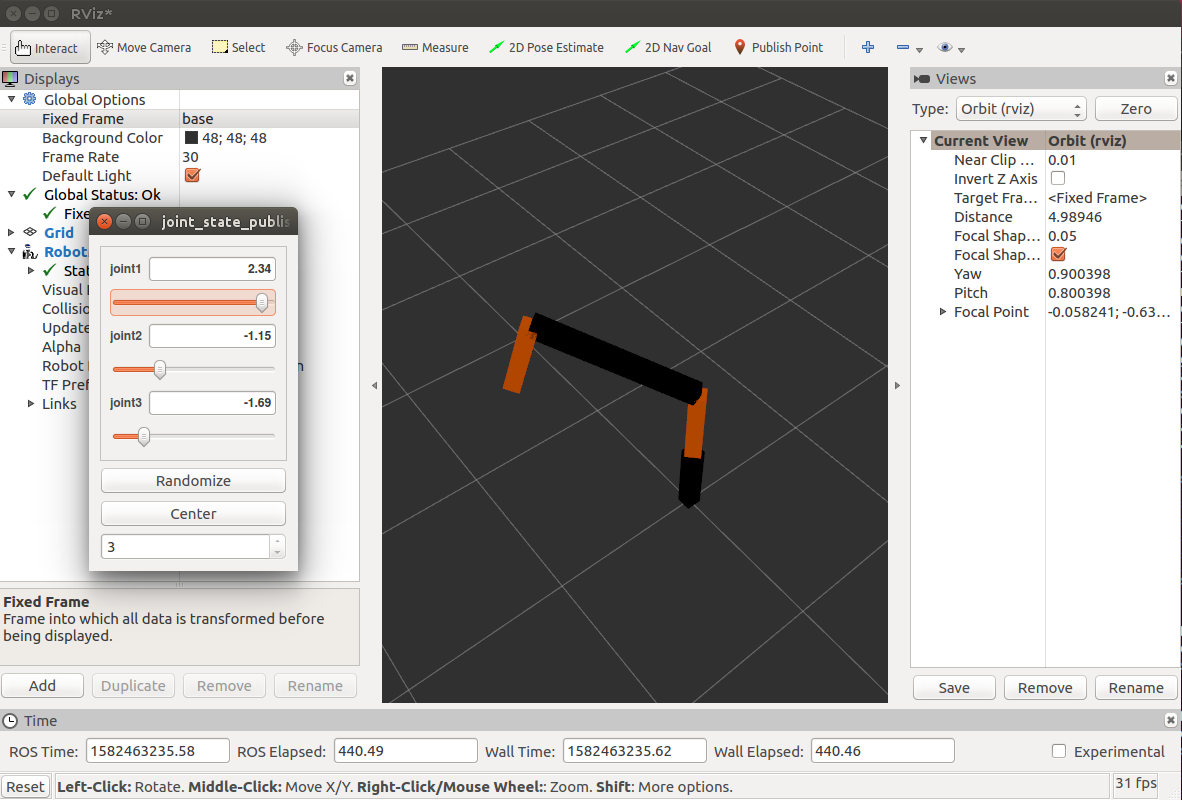 RViz*
Interact Move Camera Select Focus Camera Measure 2D Pose Estimate 2D Nav Goal Publish Point
Displays
Global Options
Fixed Frame base
Background Color 48; 48; 48
Frame Rate 30
Default Light
Global Status: Ok
Fixe
Grid
Robot
Stat
Visual
Collisio
Update
Alpha
Robot
TF Pref
Links
joint_state_publis
joint1 2.34
joint2 -1.15
joint3 -1.69
Randomize
Center
3
Fixed Frame
Frame into which all data is transformed before
being displayed.
Add Duplicate Remove Rename
Views
Type: Orbit (rviz) Zero
Current View Orbit (rviz)
Near Clip ... 0.01
Invert Z Axis
Target Fra... <Fixed Frame>
Distance 4.98946
Focal Shap... 0.05
Focal Shap...
Yaw 0.900398
Pitch 0.800398
Focal Point -0.058241; -0.63...
Save Remove Rename
Time
ROS Time: 1582463235.58 ROS Elapsed: 440.49 Wall Time: 1582463235.62 Wall Elapsed: 440.46 Experimental
Reset Left-Click: Rotate. Middle-Click: Move X/Y. Right-Click/Mouse Wheel:: Zoom. Shift: More options. 31 fps